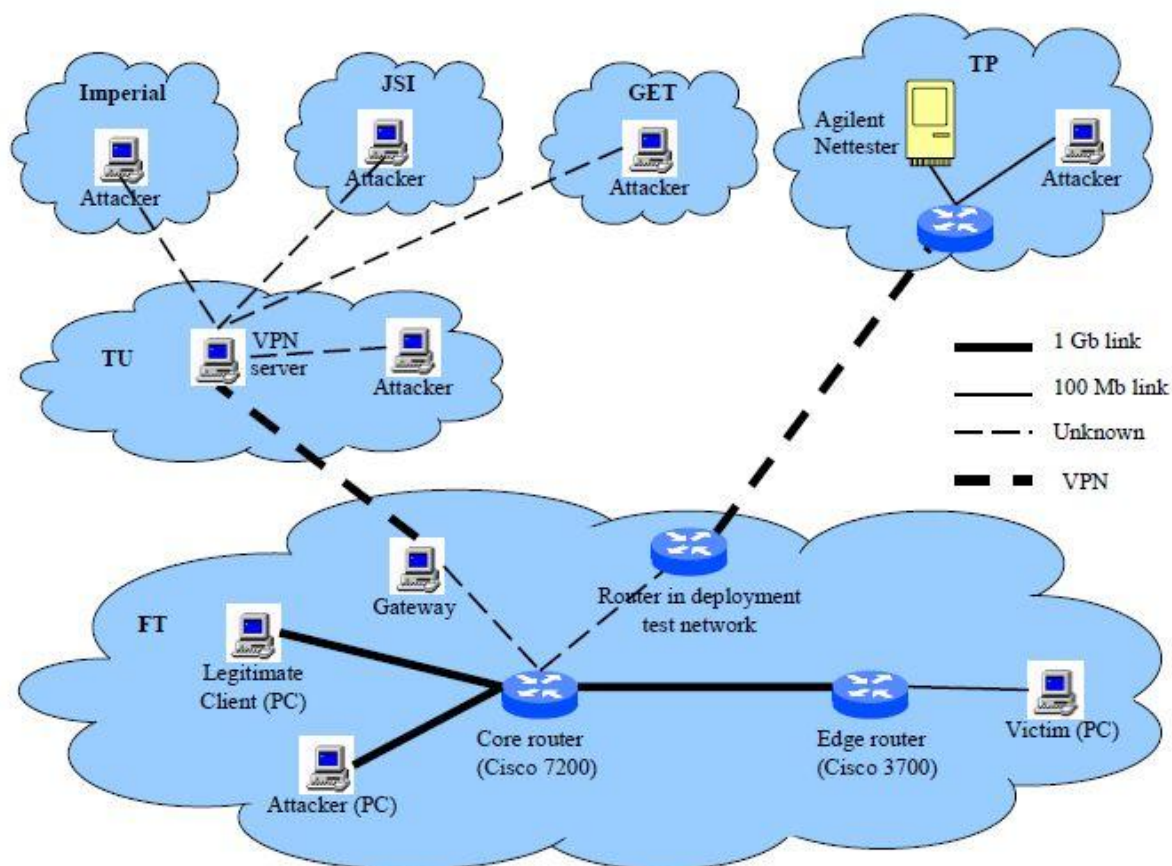 Imperial
Attacker
JSI
Attacker
GET
Attacker
TP
Agilent
Nettester
Attacker
TU
VPN
server
Attacker
1 Gb link
100 Mb link
Unknown
VPN
FT
Gateway
Router in deployment
test network
Legitimate
Client (PC)
Attacker (PC)
Core router
(Cisco 7200)
Edge router
(Cisco 3700)
Victim (PC)